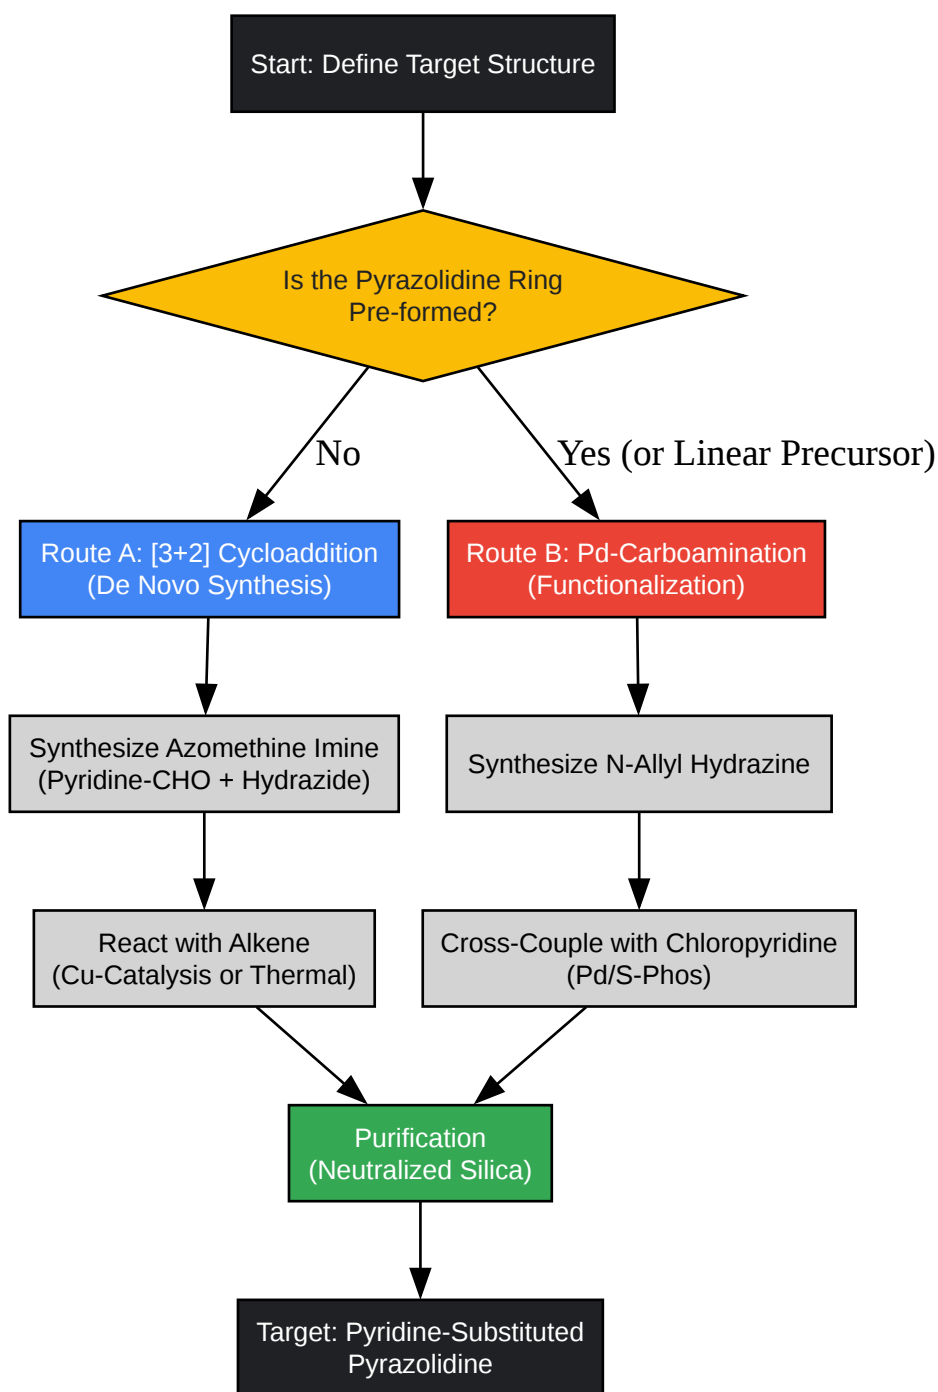 Start: Define Target Structure
Is the Pyrazolidine Ring
Pre-formed?
No
Yes (or Linear Precursor)
Route A: [3+2] Cycloaddition
(De Novo Synthesis)
Route B: Pd-Carboamination
(Functionalization)
Synthesize Azomethine Imine
(Pyridine-CHO + Hydrazide)
Synthesize N-Allyl Hydrazine
React with Alkene
(Cu-Catalysis or Thermal)
Cross-Couple with Chloropyridine
(Pd/S-Phos)
Purification
(Neutralized Silica)
Target: Pyridine-Substituted
Pyrazolidine